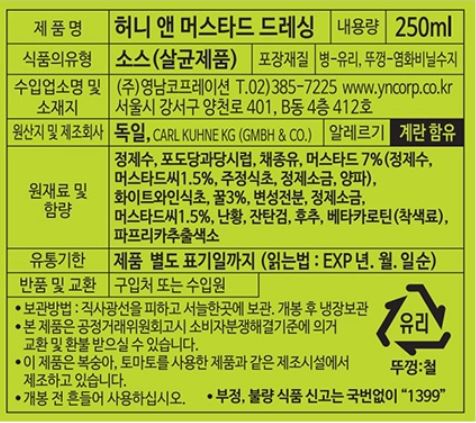 제 품 명 허니 앤 머스타드 드레싱 내용량 250ml
식품의유형 소스(살균제품) 포장재질 병-유리, 뚜껑-염화비닐수지
수입업소명 및 소재지 (주)영남코프레이션 T.02)385-7225 www.yncorp.co.kr
서울시 강서구 양천로 401, B동 4층 412호
원산지 및 제조회사 독일, CARL KUHNE KG (GMBH & CO.) 알레르기 계란 함유
원재료 및 함량 정제수, 포도당과당시럽, 채종유, 머스타드 7%(정제수,
머스타드씨1.5%, 주정식초, 정제소금, 양파),
화이트와인식초, 꿀3%, 변성전분, 정제소금,
머스타드씨1.5%, 난황, 잔탄검, 후추, 베타카로틴(착색료),
파프리카추출색소
유통기한 제품 별도 표기일까지 (읽는법 : EXP 년. 월. 일순)
반품 및 교환 구입처 또는 수입원
• 보관방법 : 직사광선을 피하고 서늘한곳에 보관. 개봉 후 냉장보관
• 본 제품은 공정거래위원회고시 소비자분쟁해결기준에 의거
교환 및 환불 받으실 수 있습니다.
• 이 제품은 복숭아, 토마토를 사용한 제품과 같은 제조시설에서
제조하고 있습니다.
• 개봉 전 흔들어 사용하십시오. • 부정, 불량 식품 신고는 국번없이 “1399”
유리
뚜껑:철